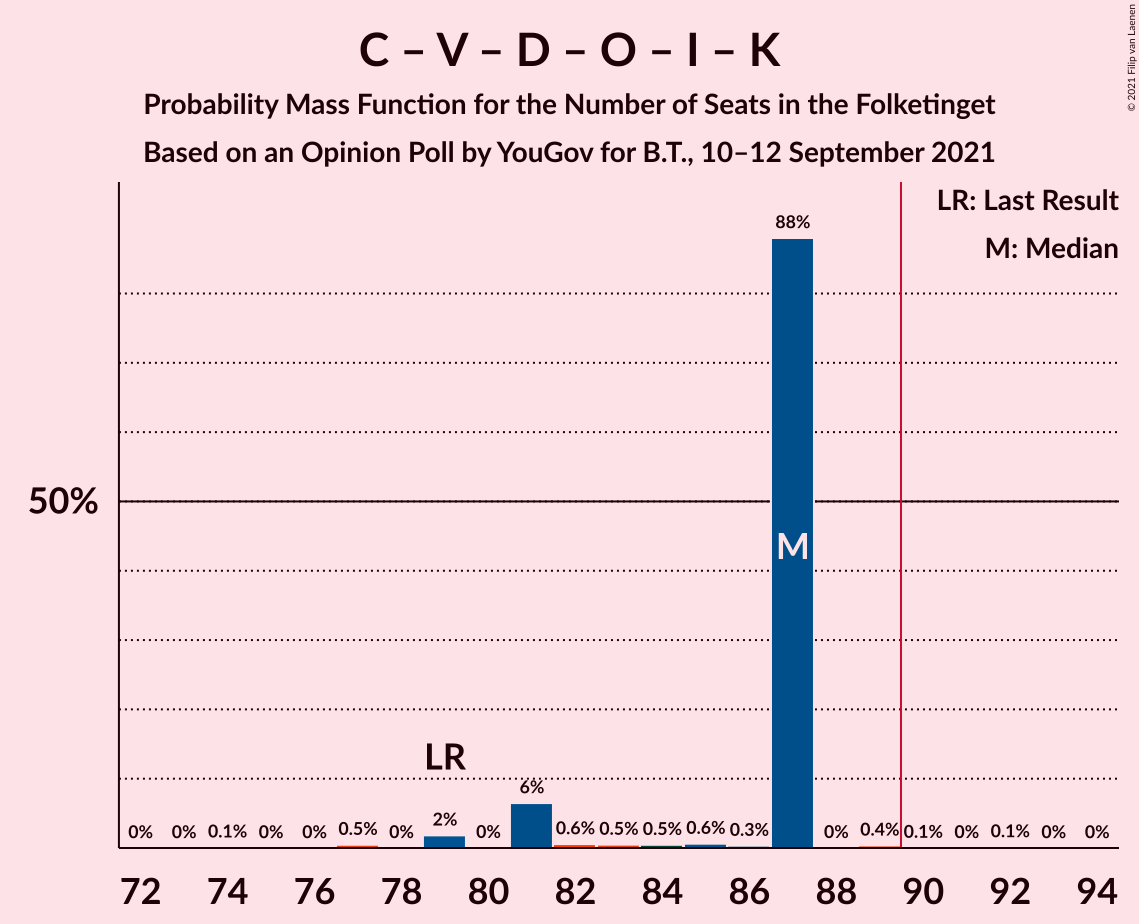 C – V – D – O – I – K
Probability Mass Function for the Number of Seats in the Folketinget
Based on an Opinion Poll by YouGov for B.T., 10–12 September 2021
© 2021 Filip van Laenen
LR: Last Result
M: Median
88%
50%
M
LR
0% 0% 0.1% 0% 0% 0.5% 0% 2% 0% 6% 0.6% 0.5% 0.5% 0.6% 0.3% 0% 0.4% 0.1% 0% 0.1% 0% 0%
72 74 76 78 80 82 84 86 88 90 92 94